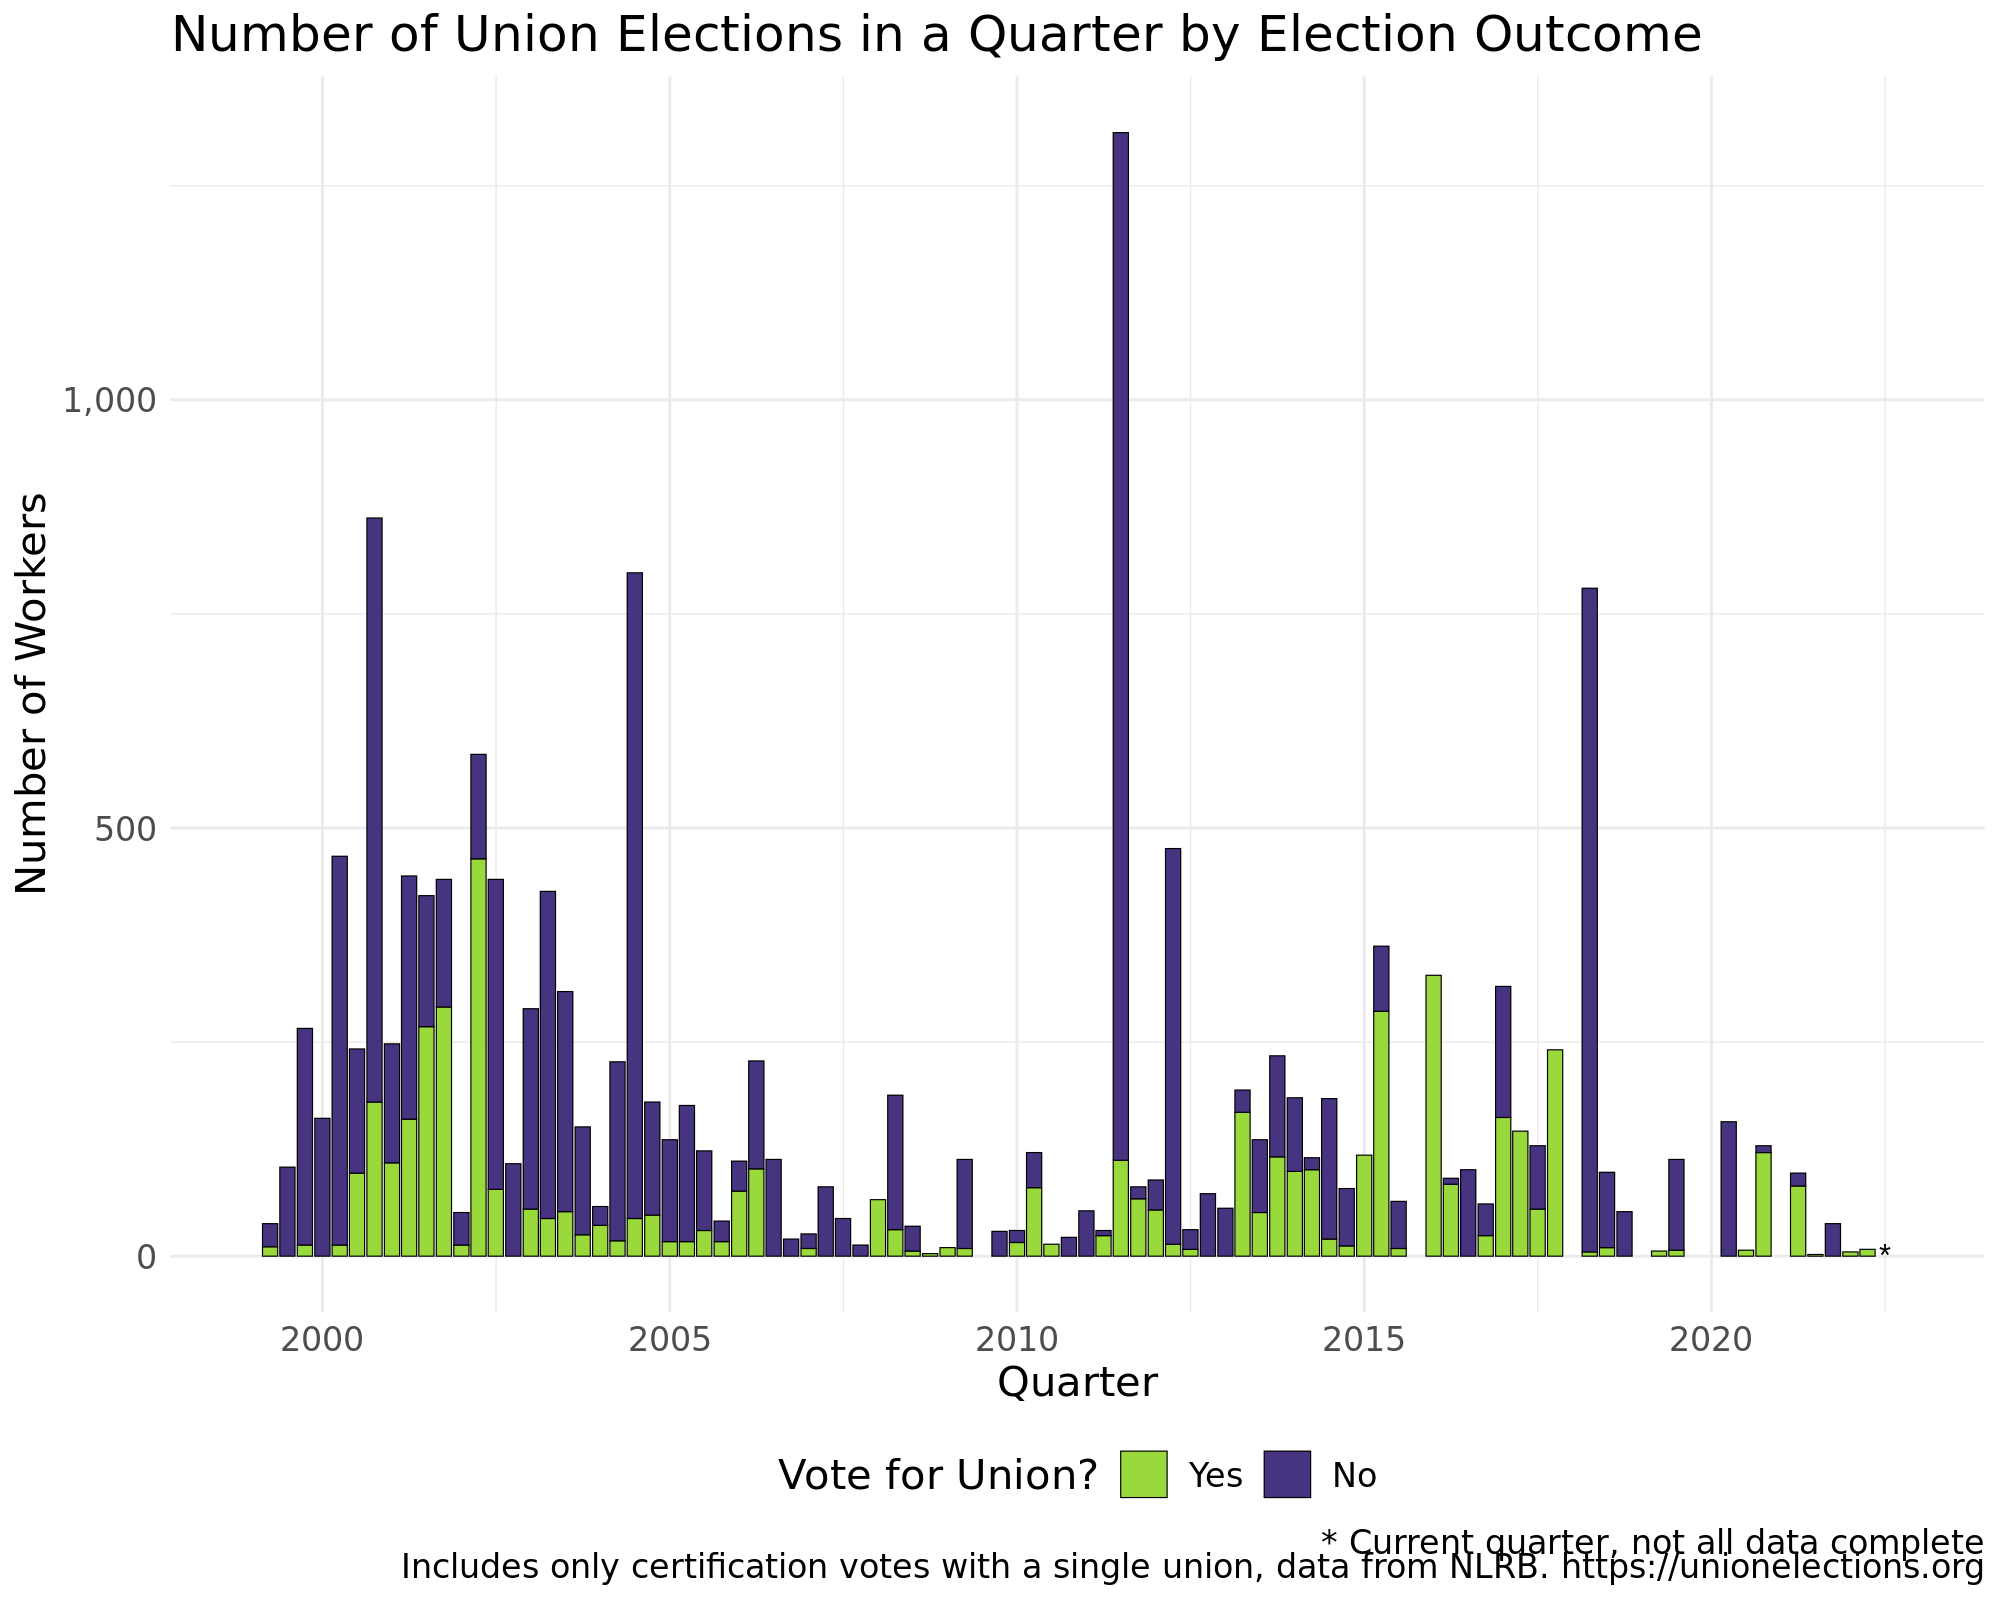 Number of Union Elections in a Quarter by Election Outcome
Number of Workers
1,000
500
0
*
2000 2005 2010 2015 2020
Quarter
Vote for Union? Yes No
* Current quarter, not all data complete
Includes only certification votes with a single union, data from NLRB. https://unionelections.org